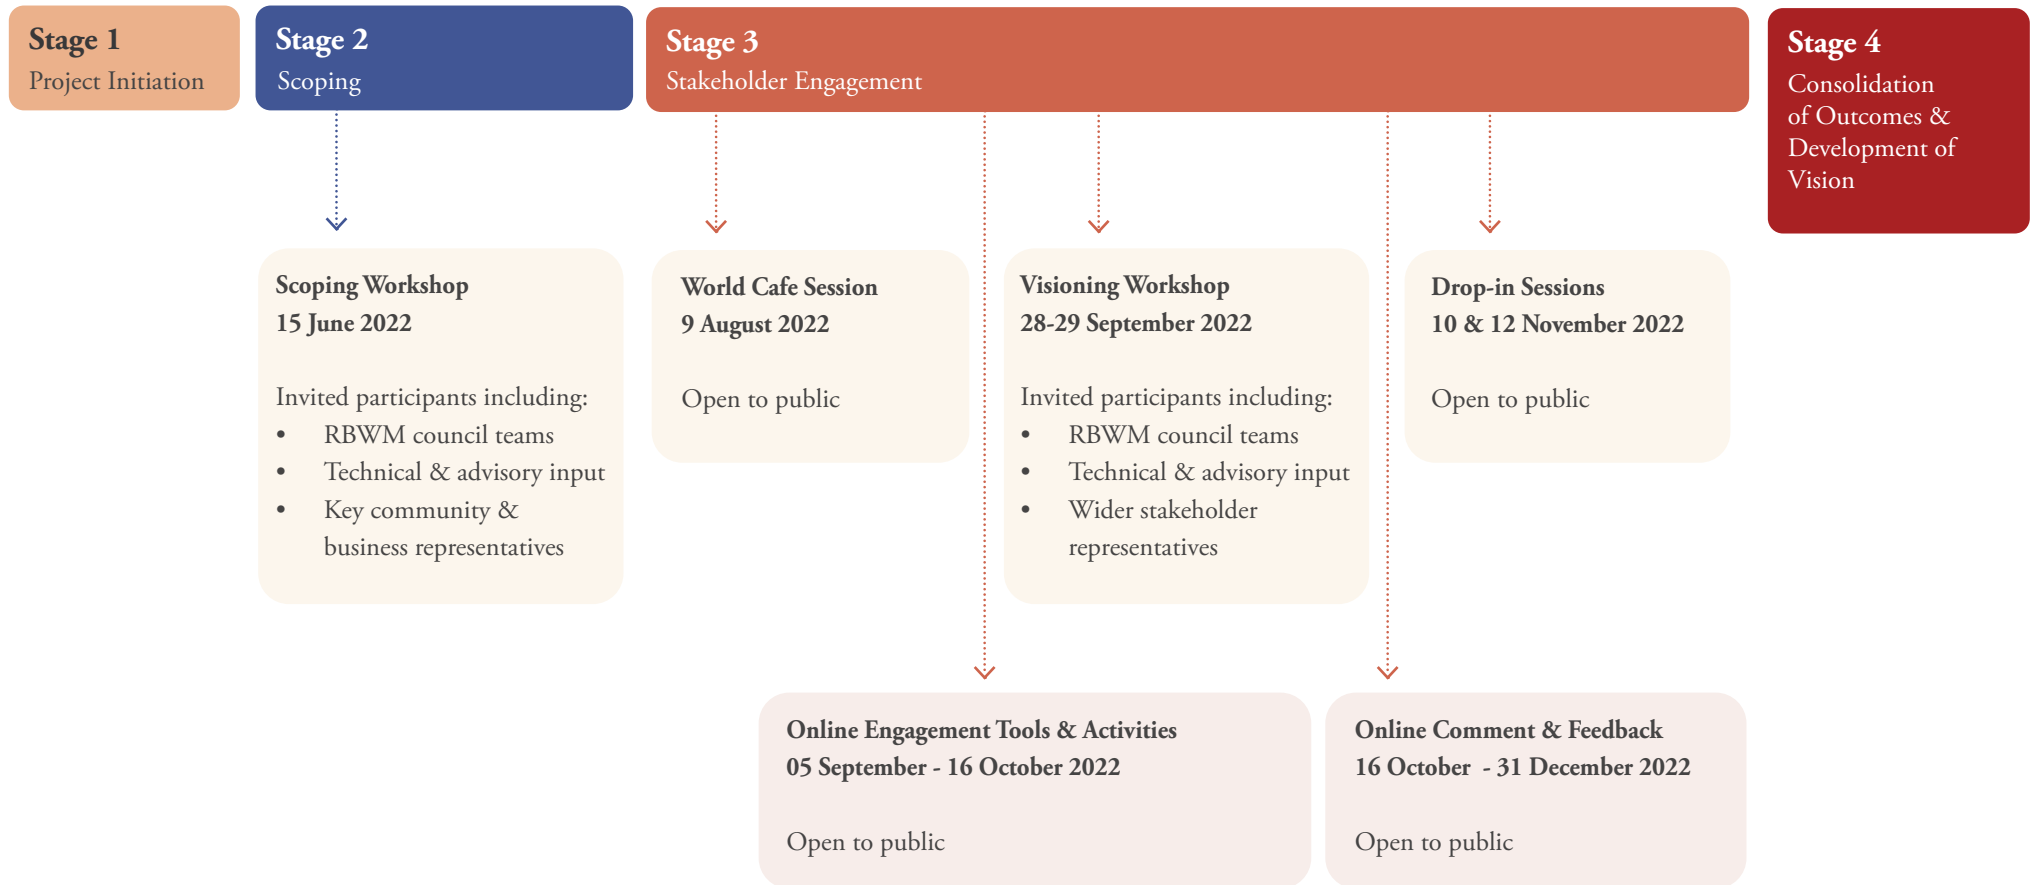 Stage 1
Project Initiation
Stage 2
Scoping
Stage 3
Stakeholder Engagement
Stage 4
Consolidation
of Outcomes &
Development of
Vision
Scoping Workshop
15 June 2022
Invited participants including:
• RBWM council teams
• Technical & advisory input
• Key community &
business representatives
World Cafe Session
9 August 2022
Open to public
Visioning Workshop
28-29 September 2022
Invited participants including:
• RBWM council teams
• Technical & advisory input
• Wider stakeholder
representatives
Drop-in Sessions
10 & 12 November 2022
Open to public
Online Engagement Tools & Activities
05 September - 16 October 2022
Open to public
Online Comment & Feedback
16 October - 31 December 2022
Open to public